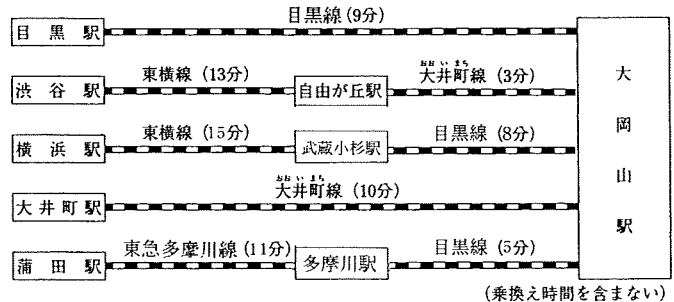 目黒線(9分)
目黒駅
東横線 (13分)
おおいまち
大井町線 (3分)
渋谷駅
自由が丘駅
東横線 (15分)
目黒線 (8分)
横浜駅
武蔵小杉駅
おおいまち
大井町線 (10分)
大井町駅
東急多摩川線 (11分)
目黒線 (5分)
蒲田駅
多摩川駅
大岡山駅
(乗換え時間を含まない)